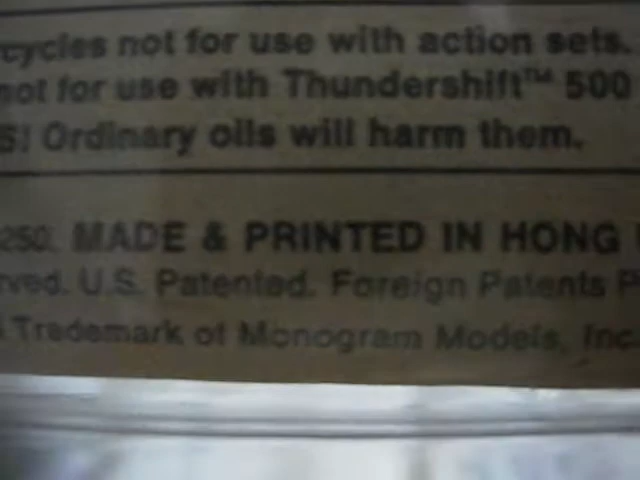 cycles not for use with action sets.
not for use with Thundershift™ 500
S! Ordinary oils will harm them.
250. MADE & PRINTED IN HONG
rved. U.S. Patented. Foreign Patents P
Trademark of Monogram Models, Inc.